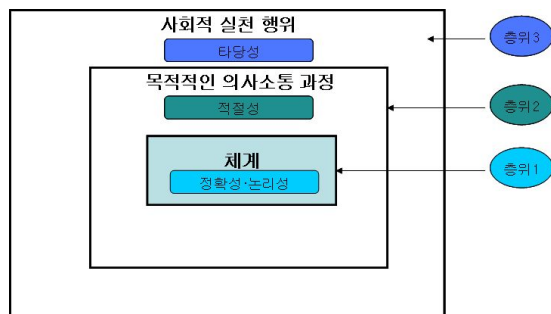 사회적 실천 행위
타당성
층위3
목적적인 의사소통 과정
적절성
층위2
체계
정확성·논리성
층위1